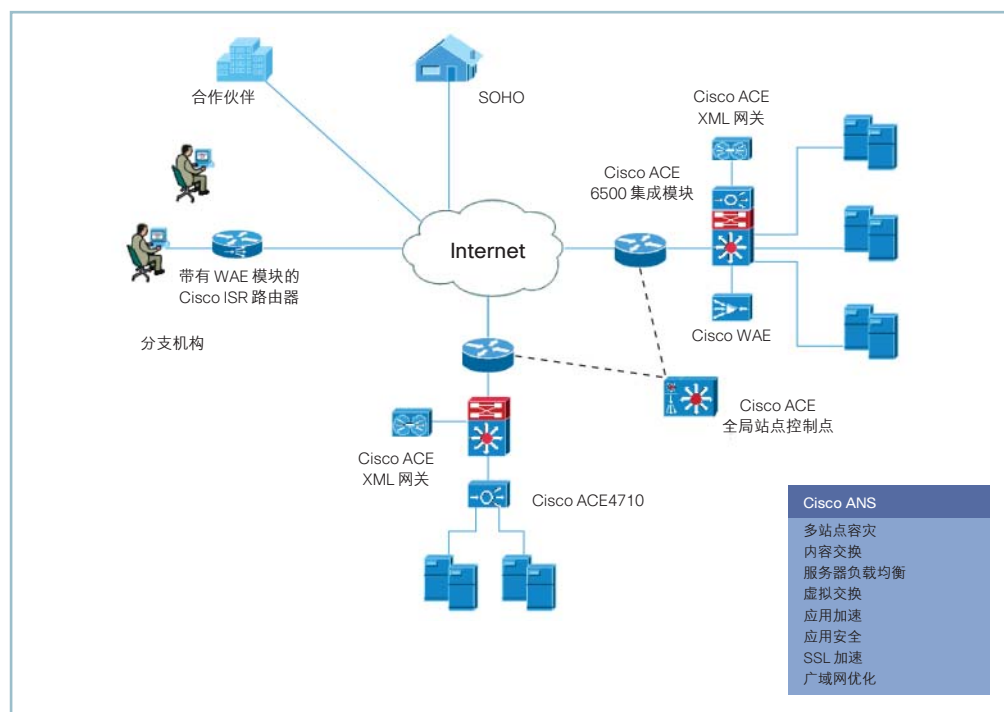 合作伙伴
SOHO
Cisco ACE
XML 网关
Cisco ACE
6500 集成模块
Internet
带有 WAE 模块的
Cisco ISR 路由器
Cisco WAE
分支机构
Cisco ACE
全局站点控制点
Cisco ACE
XML 网关
Cisco ACE4710
Cisco ANS
多站点容灾
内容交换
服务器负载均衡
虚拟交换
应用加速
应用安全
SSL 加速
广域网优化